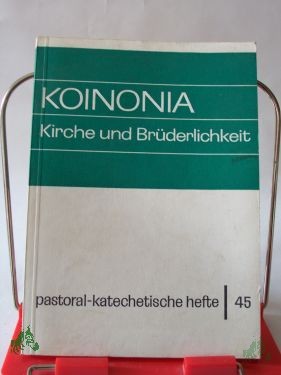 KOINONIA
Kirche und Brüderlichkeit
pastoral-katechetische hefte | 45